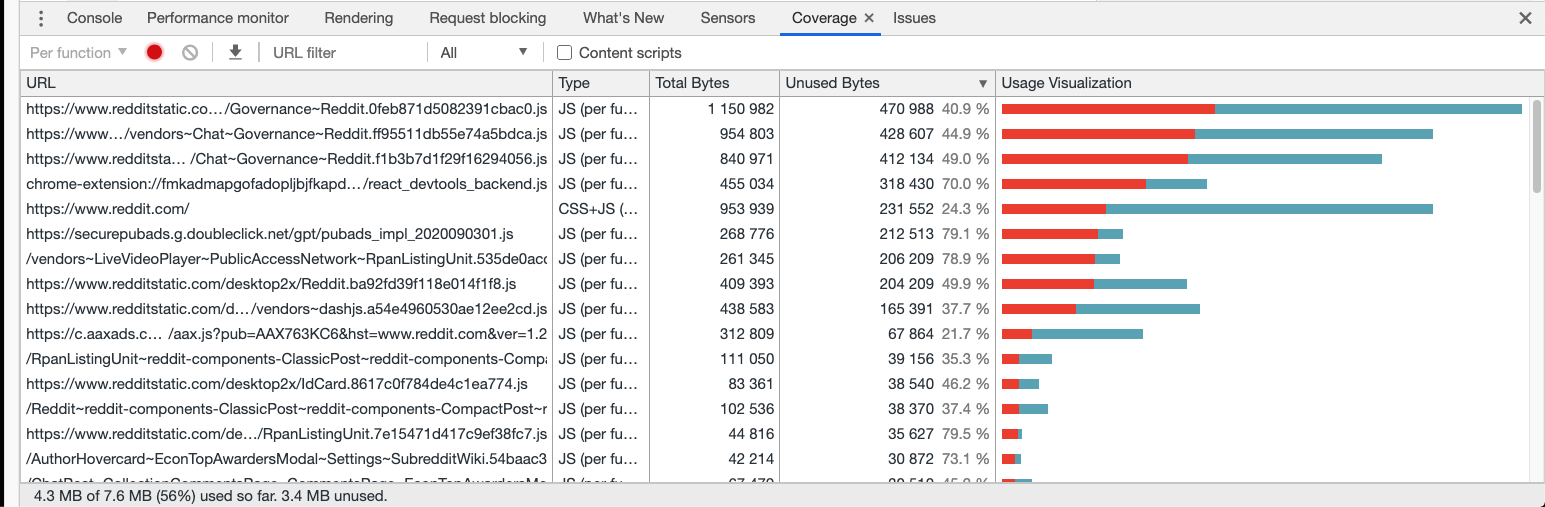 Console Performance monitor Rendering Request blocking What's New Sensors Coverage × Issues ×
Per function ▼ URL filter All ▼ Content scripts
URL Type Total Bytes Unused Bytes ▼ Usage Visualization
https://www.redditstatic.co…/Governance~Reddit.0feb871d5082391cbac0.js JS (per fu… 1 150 982 470 988 40.9 %
https://www…/vendors~Chat~Governance~Reddit.ff95511db55e74a5bdca.js JS (per fu… 954 803 428 607 44.9 %
https://www.redditsta… /Chat~Governance~Reddit.f1b3b7d1f29f16294056.js JS (per fu… 840 971 412 134 49.0 %
chrome-extension://fmkadmapgofadopljbjfkapd…/react_devtools_backend.js JS (per fu… 455 034 318 430 70.0 %
https://www.reddit.com/ CSS+JS (… 953 939 231 552 24.3 %
https://securepubads.g.doubleclick.net/gpt/pubads_impl_2020090301.js JS (per fu… 268 776 212 513 79.1 %
/vendors~LiveVideoPlayer~PublicAccessNetwork~RpanListingUnit.535de0acc JS (per fu… 261 345 206 209 78.9 %
https://www.redditstatic.com/desktop2x/Reddit.ba92fd39f118e014f1f8.js JS (per fu… 409 393 204 209 49.9 %
https://www.redditstatic.com/d…/vendors~dashjs.a54e4960530ae12ee2cd.js JS (per fu… 438 583 165 391 37.7 %
https://c.aaxads.c… /aax.js?pub=AAX763KC6&hst=www.reddit.com&ver=1.2 JS (per fu… 312 809 67 864 21.7 %
/RpanListingUnit~reddit-components-ClassicPost~reddit-components-Compa JS (per fu… 111 050 39 156 35.3 %
https://www.redditstatic.com/desktop2x/IdCard.8617c0f784de4c1ea774.js JS (per fu… 83 361 38 540 46.2 %
/Reddit~reddit-components-ClassicPost~reddit-components-CompactPost~r JS (per fu… 102 536 38 370 37.4 %
https://www.redditstatic.com/de…/RpanListingUnit.7e15471d417c9ef38fc7.js JS (per fu… 44 816 35 627 79.5 %
/AuthorHovercard~EconTopAwardersModal~Settings~SubredditWiki.54baac3 JS (per fu… 42 214 30 872 73.1 %
4.3 MB of 7.6 MB (56%) used so far. 3.4 MB unused.